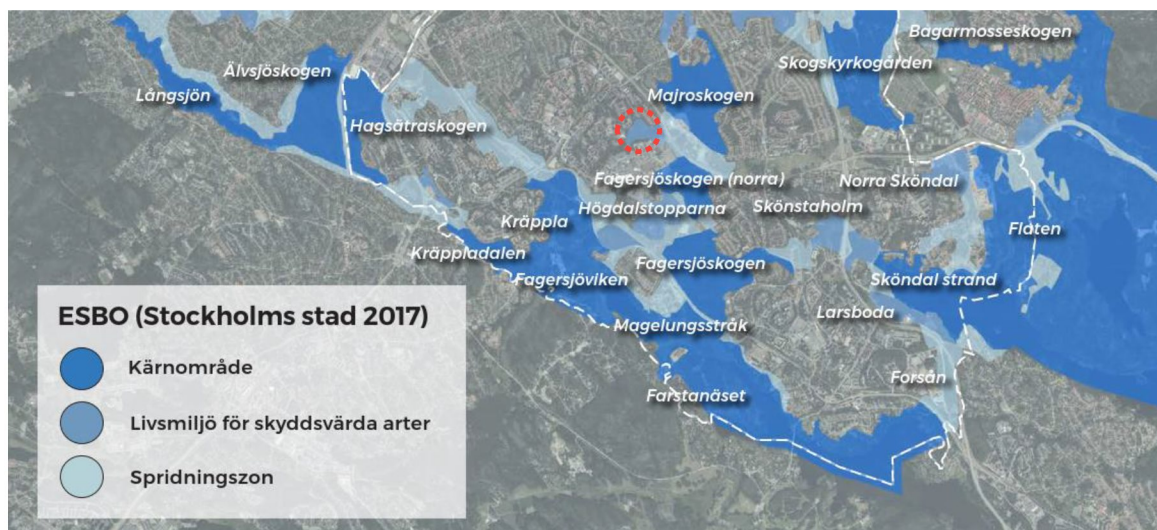 Bagarmosseskogen
Skogskyrkogården
Älvsjöskogen
Långsjön
Majroskogen
Hagsätraskogen
Fagersjöskogen (norra)
Norra Sköndal
Högdalstopparna
Skönstaholm
Kräppla
Flaten
Kräppladalen
Fagersjöviken
Fagersjöskogen
Sköndal strand
Larsboda
Magelungsstråk
Forsån
Farstanäset
ESBO (Stockholms stad 2017)
Kärnområde
Livsmiljö för skyddsvärda arter
Spridningszon